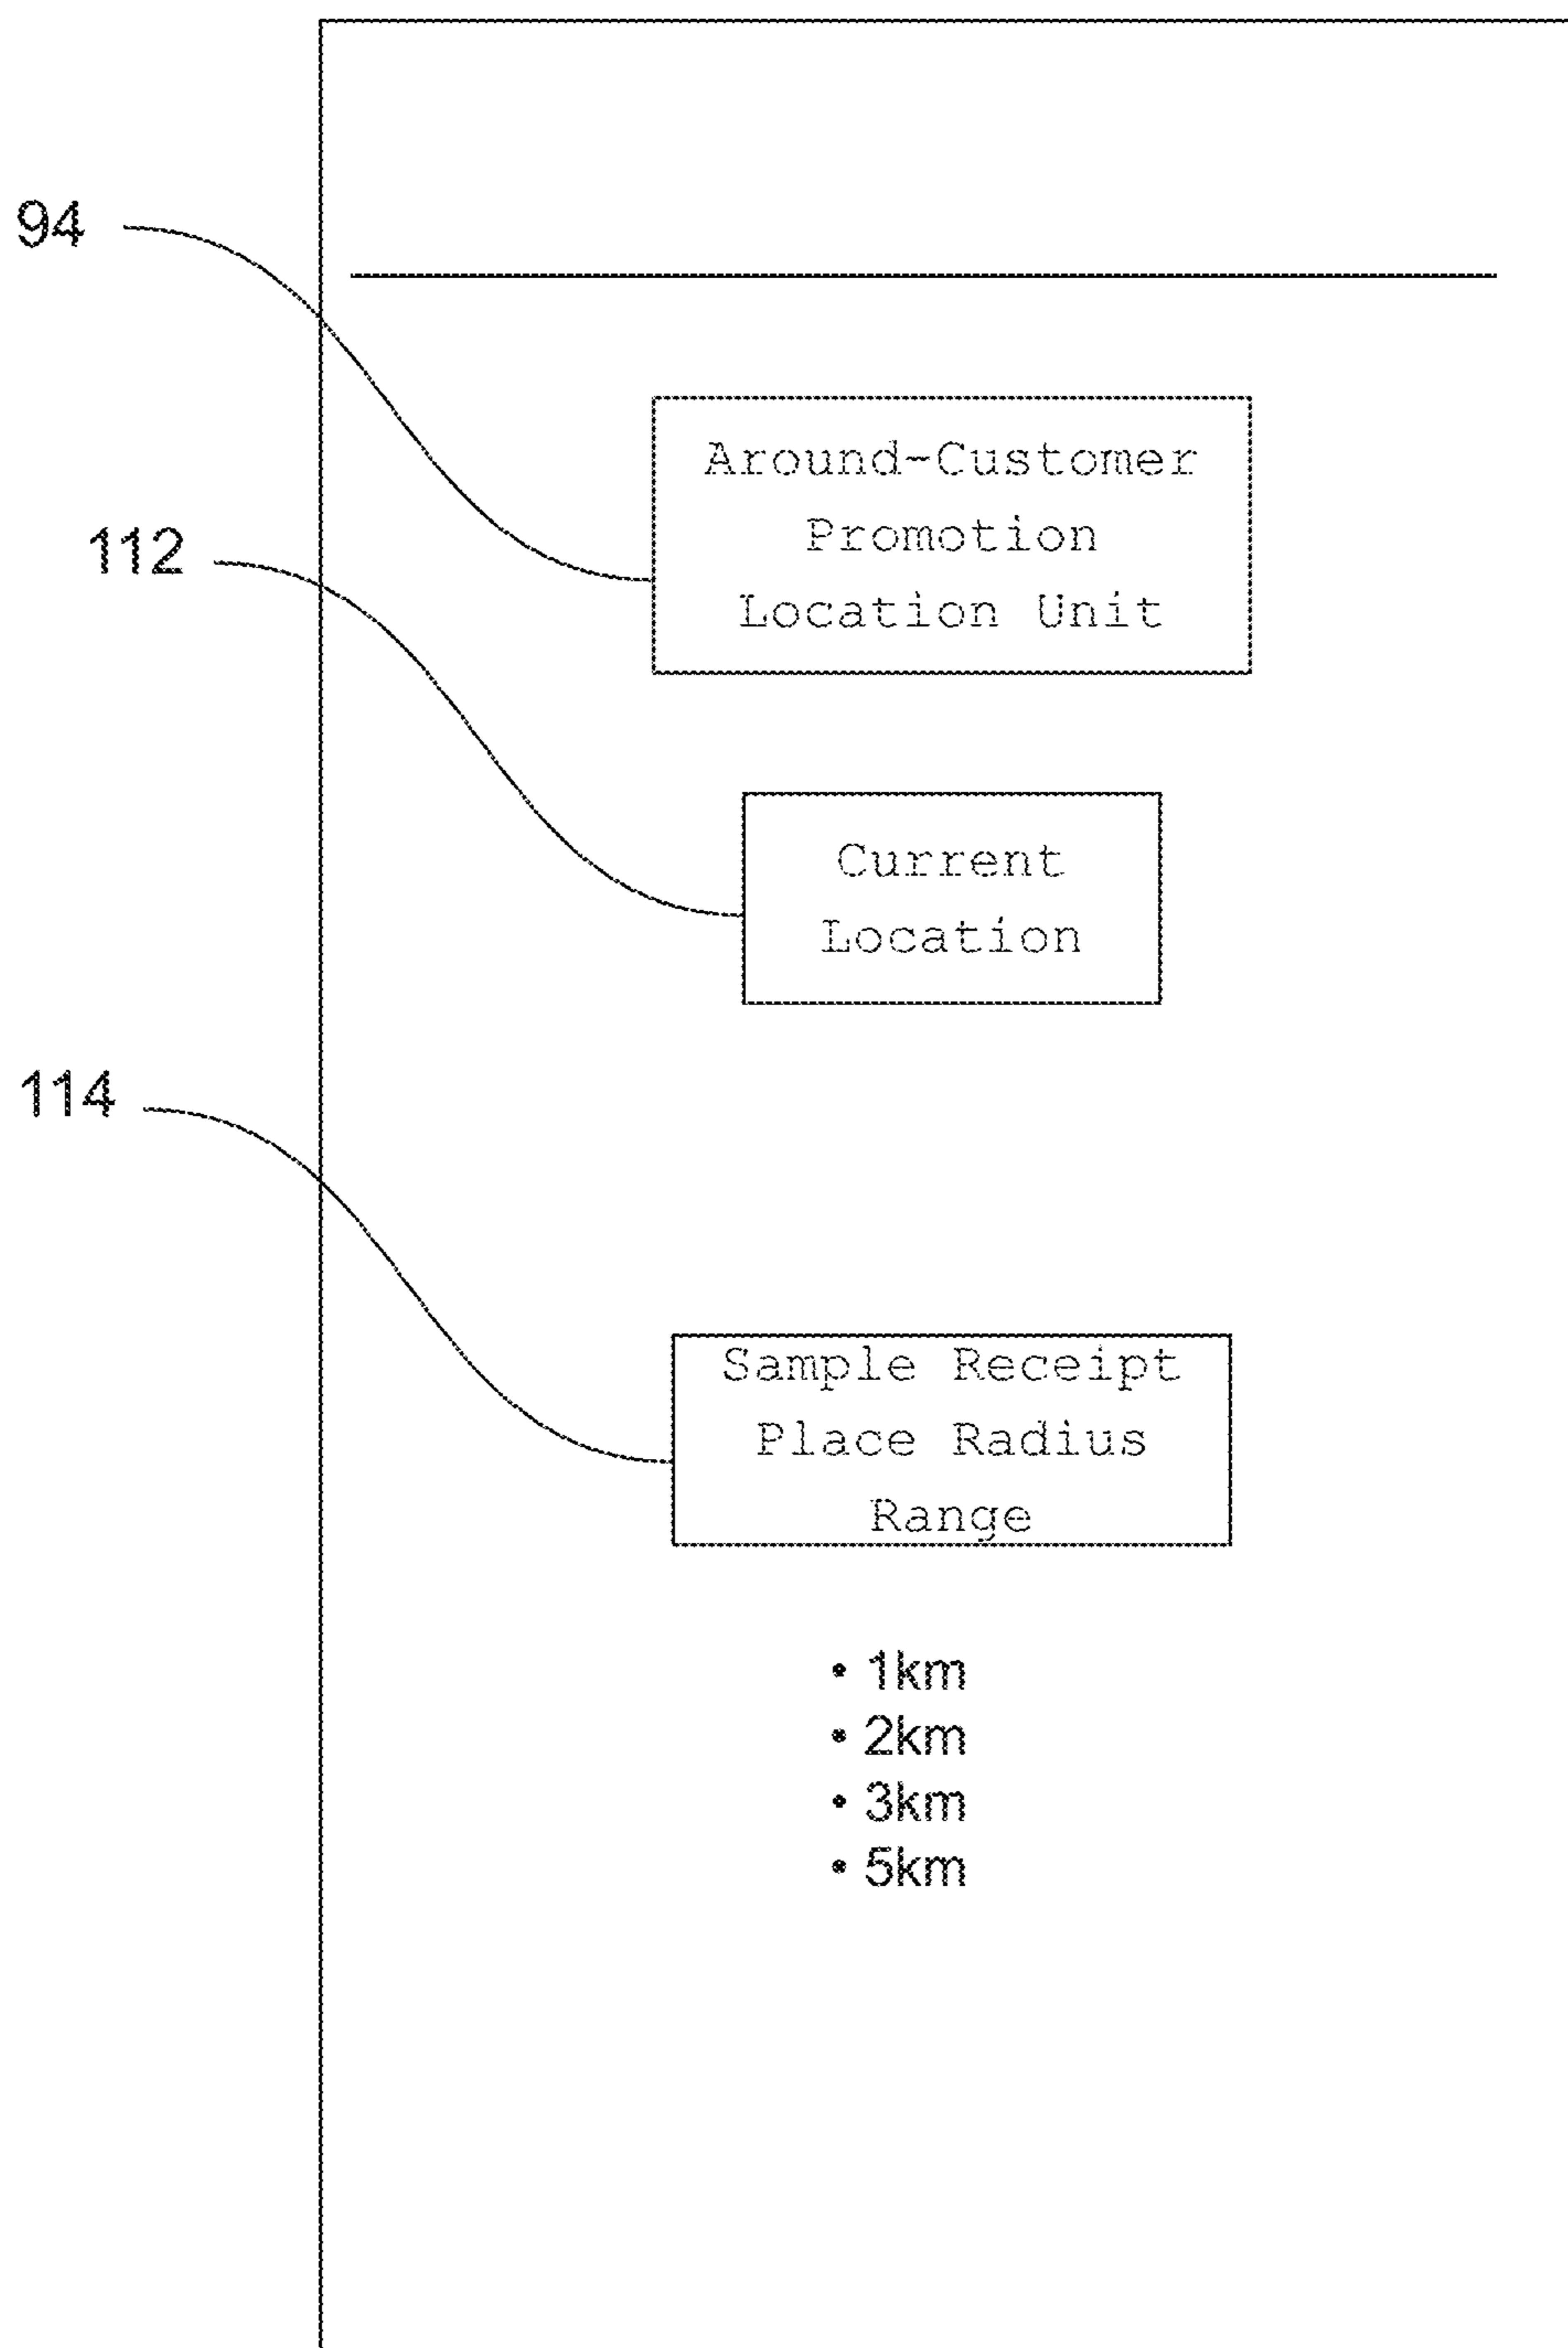 94
Around-Customer
Promotion
Location Unit
112
Current
Location
114
Sample Receipt
Place Radius
Range
• 1km
• 2km
• 3km
• 5km